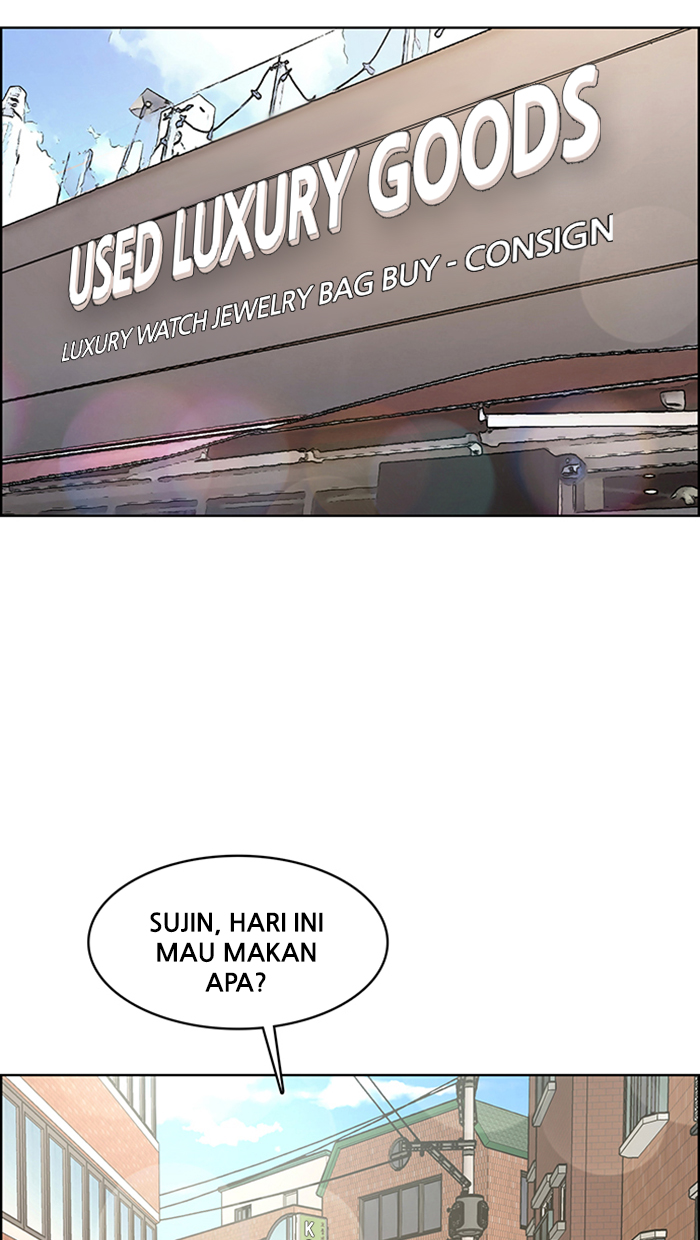 USED LUXURY GOODS
LUXURY WATCH JEWELRY BAG BUY - CONSIGN
SUJIN, HARI INI
MAU MAKAN
APA?
K